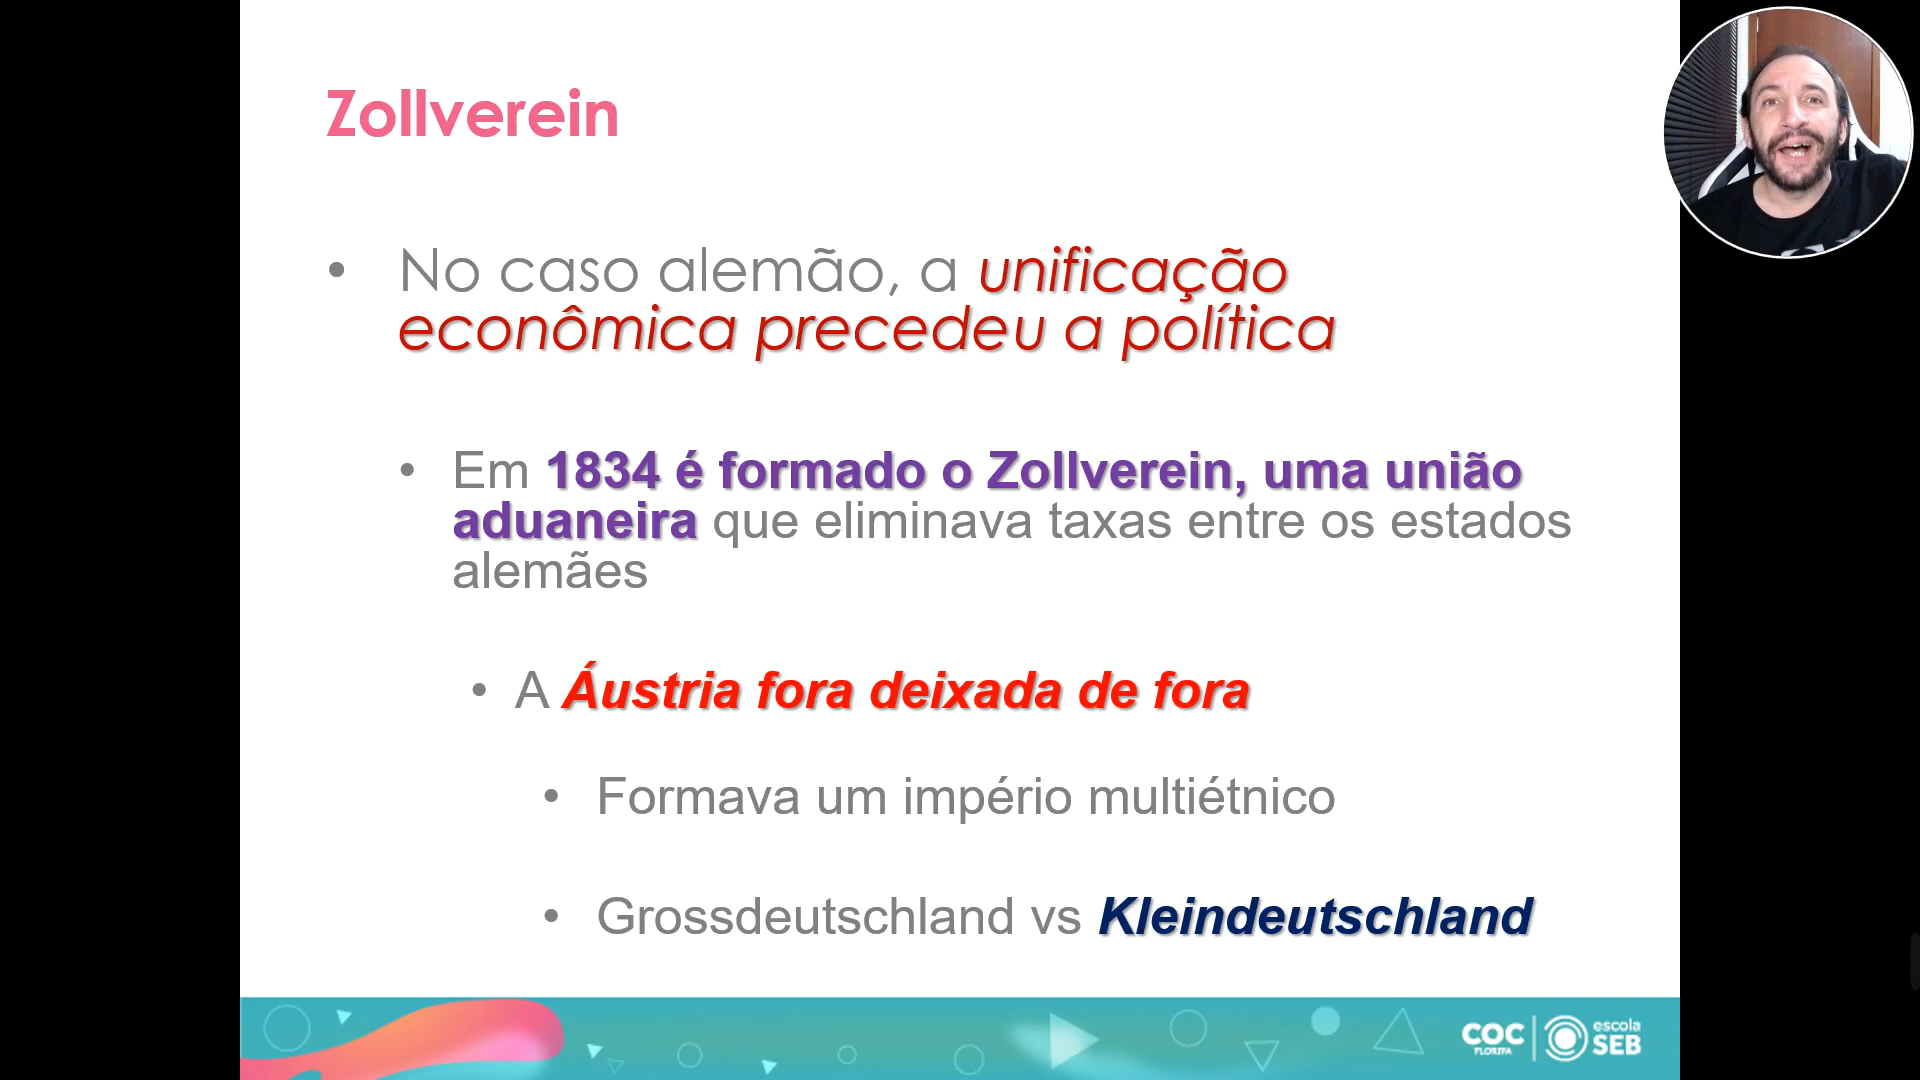 Zollverein
• No caso alemão, a unificação
econômica precedeu a política
• Em 1834 é formado o Zollverein, uma união
aduaneira que eliminava taxas entre os estados
alemães
• A Áustria fora deixada de fora
• Formava um império multiétnico
• Grossdeutschland vs Kleindeutschland
COC
FLORIPA
escola
SEB